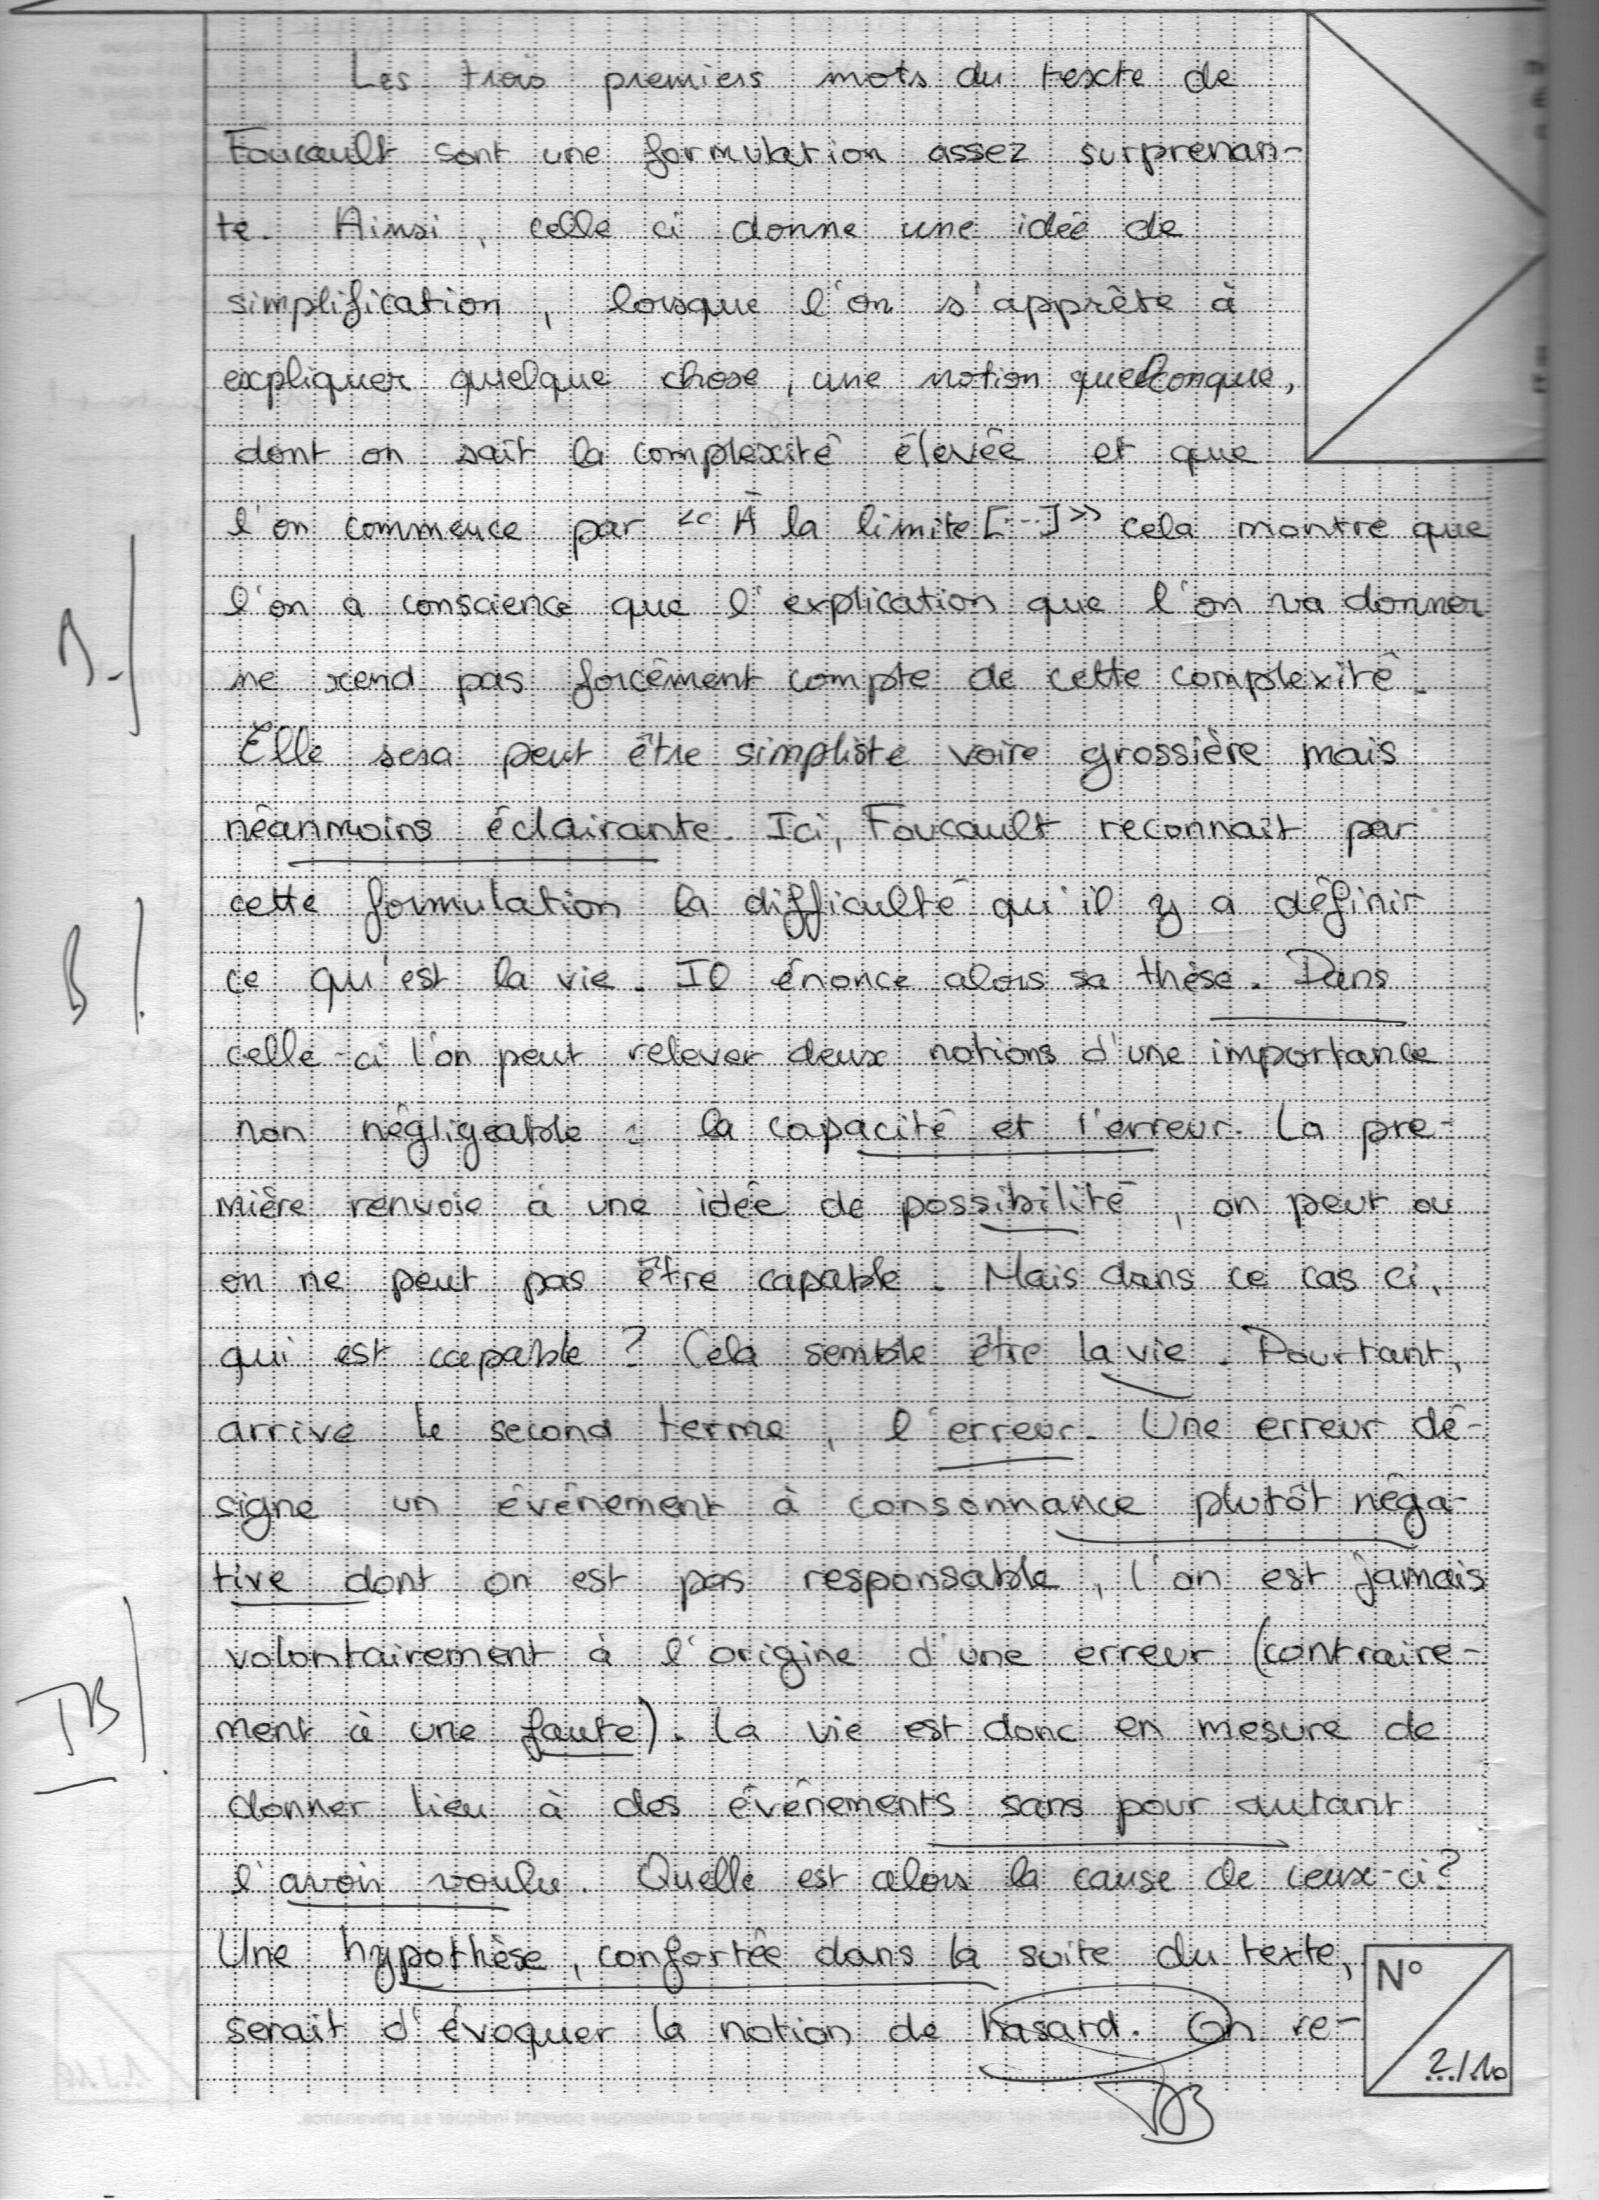 Les trois premiers mots du texte de
Foucault sont une formulation assez surprenan-
te. Ainsi, celle ci donne une idée de
simplification, lorsque l'on s'apprête à
expliquer quelque chose, une notion quelconque,
dont on sait la complexité élevée et que
l'on commence par << À la limite [...] >> cela montre que
l'on a conscience que l'explication que l'on va donner
ne rend pas forcément compte de cette complexité.
Elle sera peut être simpliste voire grossière mais
néanmoins éclairante. Ici, Foucault reconnait par
cette formulation la difficulté qu'il y a définir
B!
ce qu'est la vie. Il énonce alors sa thèse. Dans
celle-ci l'on peut relever deux notions d'une importance
non négligeable : la capacité et l'erreur. La pre-
mière renvoie à une idée de possibilité, on peut ou
on ne peut pas être capable. Mais dans ce cas ci,
qui est capable ? Cela semble être la vie. Pourtant,
arrive le second terme, l'erreur. Une erreur dé-
signe un évènement à consonnance plutôt néga-
tive dont on est pas responsable, l'on est jamais
volontairement à l'origine d'une erreur (contraire-
TB!
ment à une faute). La vie est donc en mesure de
donner lieu à des évènements sans pour autant
l'avoir voulu. Quelle est alors la cause de ceux-ci ?
Une hypothèse, confortée dans la suite du texte,
serait d'évoquer la notion de hasard. On re-
N°
2/10
TB